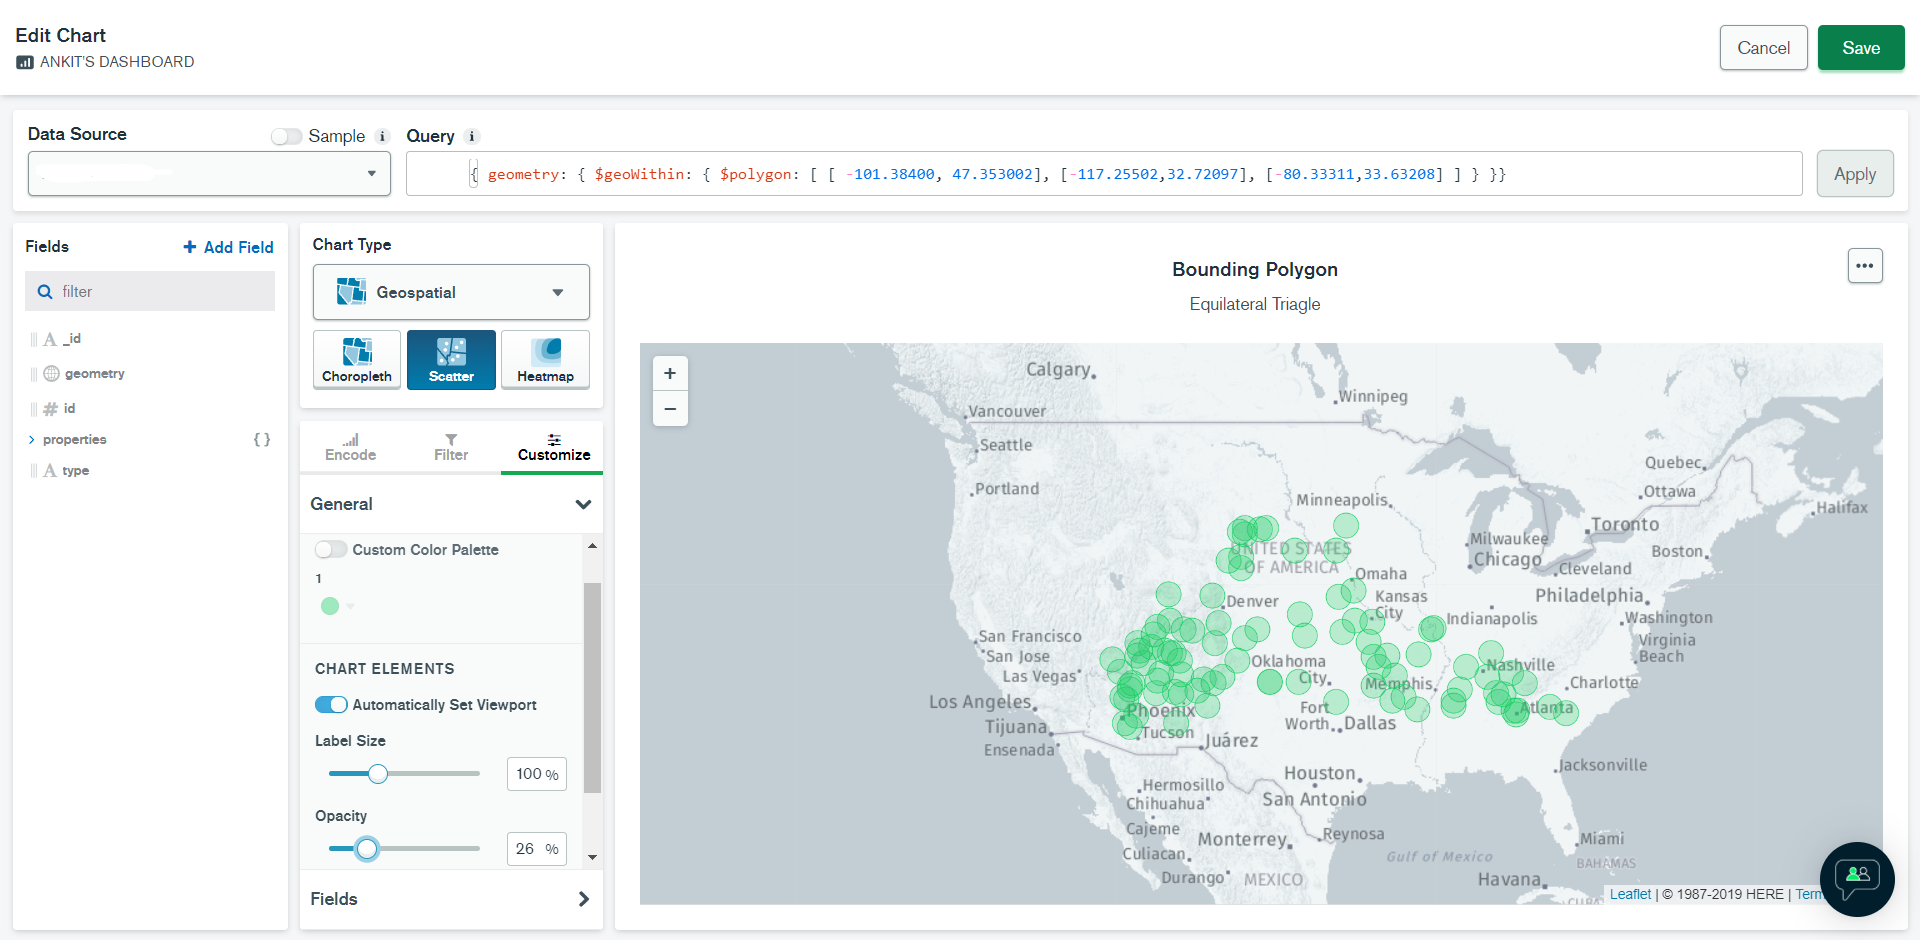 Edit Chart
ANKIT'S DASHBOARD
Cancel
Save
Data Source
Sample
i
Query
i
{ geometry: { $geoWithin: { $polygon: [ [ -101.38400, 47.353002], [-117.25502,32.72097], [-80.33311,33.63208] ] } }}
Apply
Fields
+ Add Field
filter
A _id
geometry
# id
properties
{ }
A type
Chart Type
Geospatial
Choropleth
Scatter
Heatmap
Encode
Filter
Customize
General
Custom Color Palette
1
CHART ELEMENTS
Automatically Set Viewport
Label Size
100 %
Opacity
26 %
Fields
Bounding Polygon
Equilateral Triagle
...
+
−
Calgary
Winnipeg
Vancouver
Seattle
Quebec
Portland
Ottawa
Minneapolis
Halifax
Toronto
Milwaukee
Boston
UNITED STATES
OF AMERICA
Chicago
Cleveland
Omaha
Philadelphia
Denver
Kansas
City
Indianapolis
Washington
San Francisco
Virginia
Beach
San Jose
Oklahoma
City
Nashville
Las Vegas
Memphis
Charlotte
Los Angeles
Phoenix
Fort
Worth
Atlanta
Tijuana
Tucson
Dallas
Ensenada
Juárez
Jacksonville
Houston
Hermosillo
San Antonio
Chihuahua
Cajeme
Monterrey
Reynosa
Miami
Culiacan
Gulf of Mexico
BAHAMAS
Durango
MEXICO
Havana
CUBA
Leaflet | © 1987-2019 HERE | Term